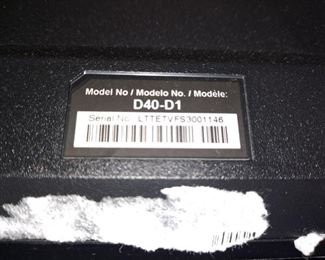 Model No / Modelo No. / Modèle:
D40-D1
Serial No: LTTETVFS3001146